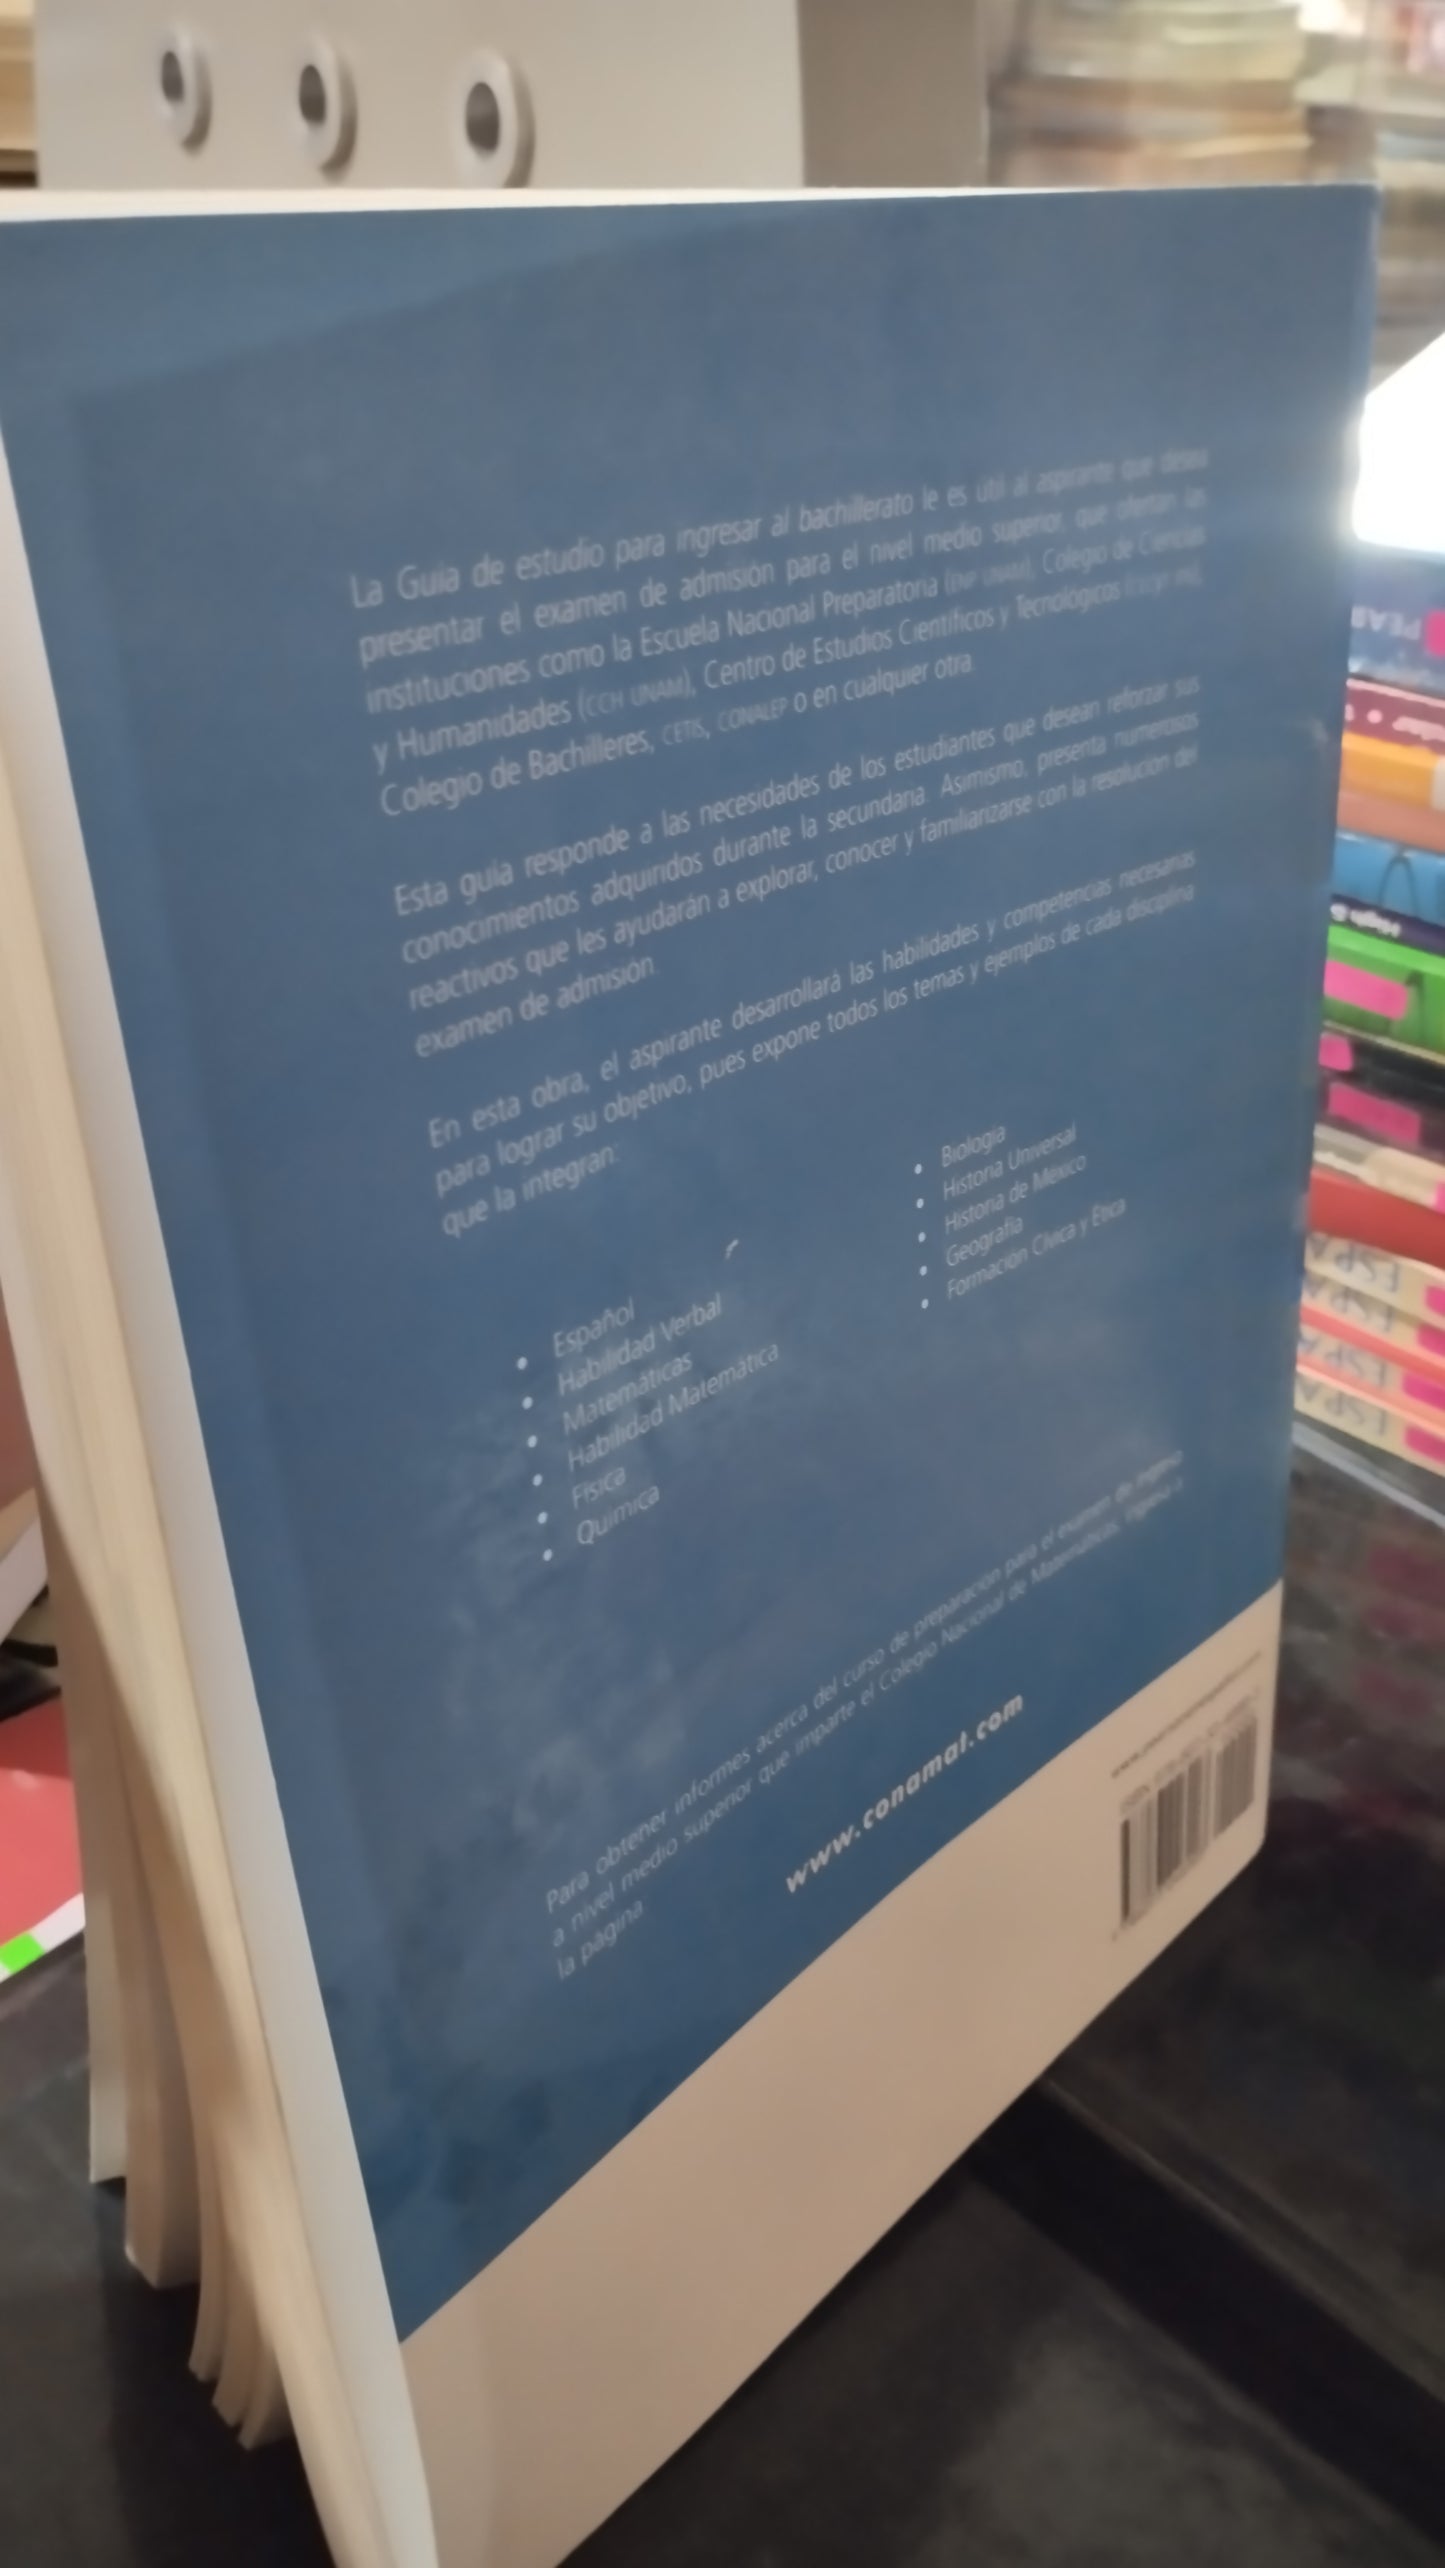 La Guía de estudio para ingresar al bachillerato le es útil al aspirante que desea
presentar el examen de admisión para el nivel medio superior, que ofertan las
instituciones como la Escuela Nacional Preparatoria (ENP UNAM), Colegio de Ciencias
y Humanidades (CCH UNAM), Centro de Estudios Científicos y Tecnológicos
Colegio de Bachilleres, CETIS, CONALEP o en cualquier otra.
Esta guía responde a las necesidades de los estudiantes que desean reforzar sus
conocimientos adquiridos durante la secundaria. Asimismo, presenta numerosos
reactivos que les ayudarán a explorar, conocer y familiarizarse con la resolución del
examen de admisión.
En esta obra, el aspirante desarrollará las habilidades y competencias necesarias
para lograr su objetivo, pues expone todos los temas y ejemplos de cada disciplina
que la integran:
• Español
• Habilidad Verbal
• Matemáticas
• Habilidad Matemática
• Física
• Química
• Biología
• Historia Universal
• Historia de México
• Geografía
• Formación Cívica y Ética
Para obtener informes acerca del curso de preparación para el examen de ingreso
a nivel medio superior que imparte el Colegio Nacional de Matemáticas, ingresa a
la página
www.conamat.com